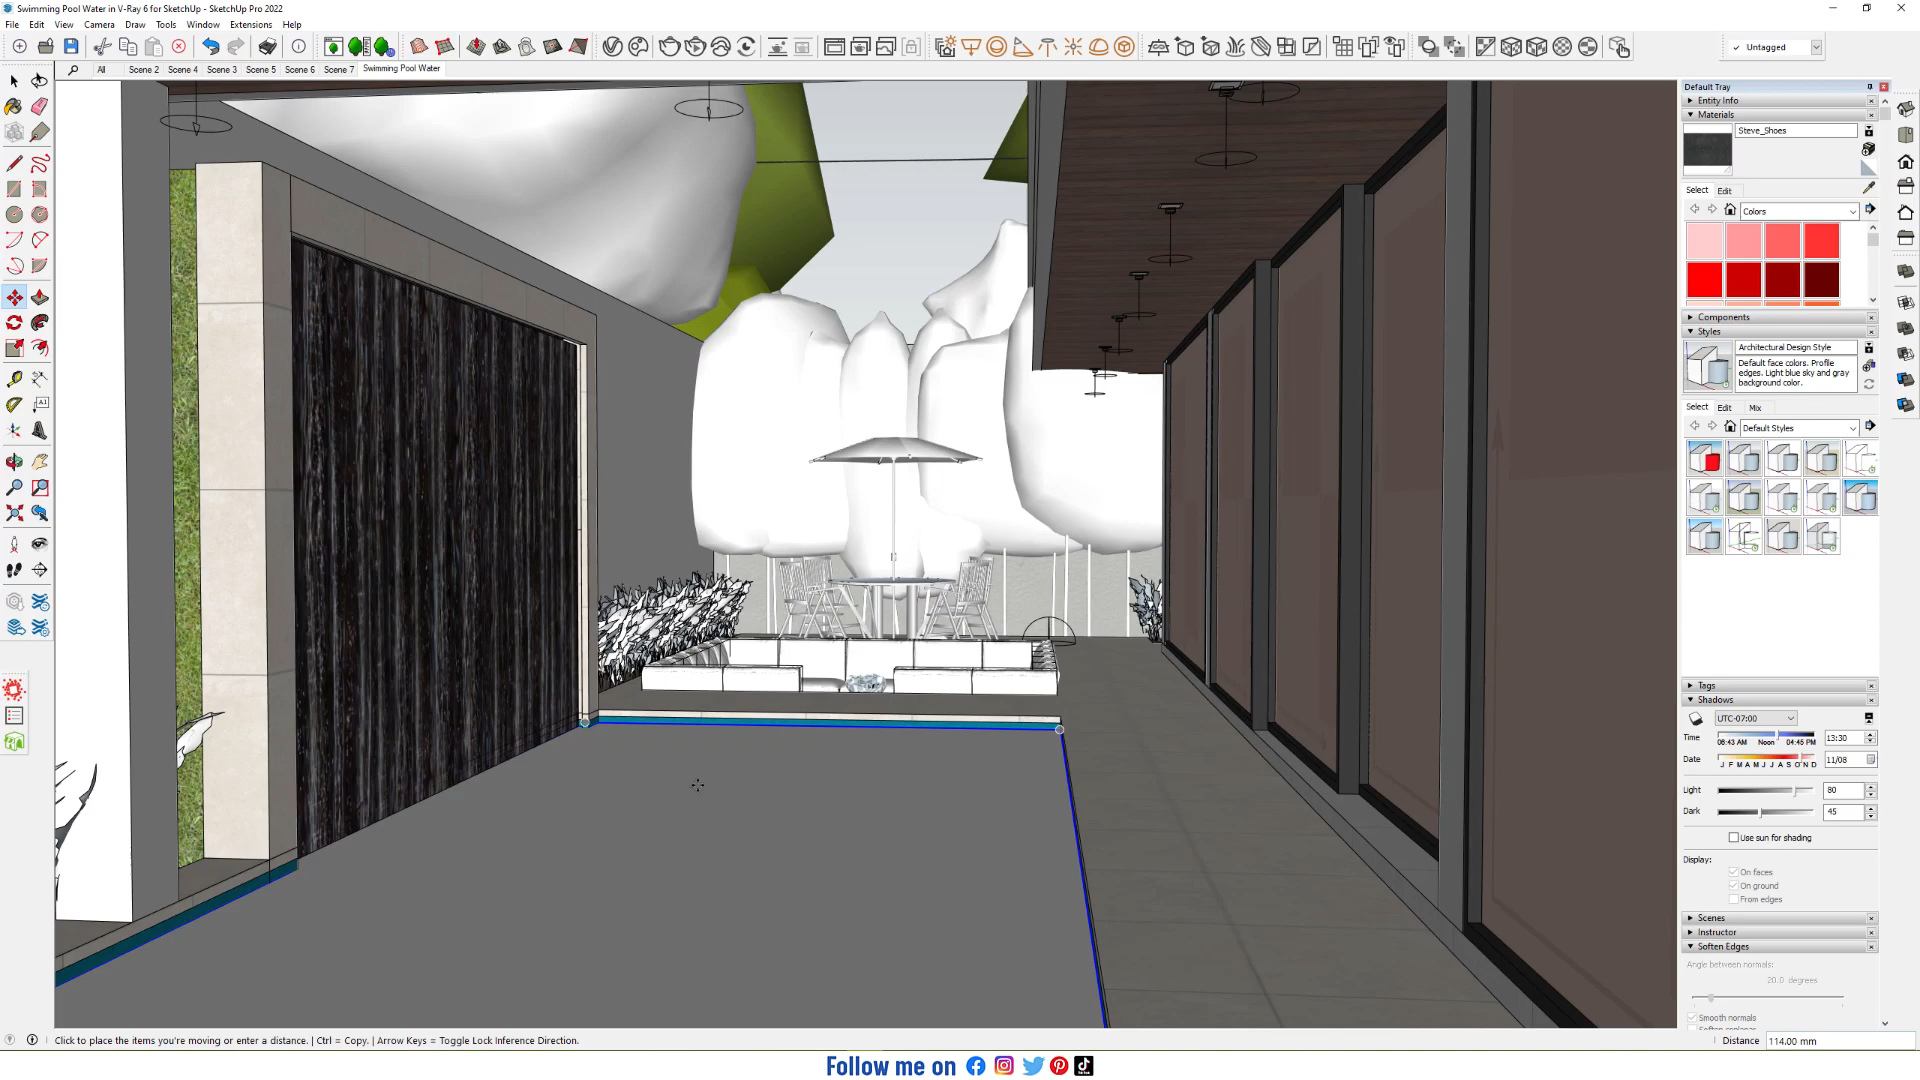 Swimming Pool Water in V-Ray 6 for SketchUp - SketchUp Pro 2022
File Edit View Camera Draw Tools Window Extensions Help
Untagged
All Scene 2 Scene 4 Scene 3 Scene 5 Scene 6 Scene 7 Swimming Pool Water
Default Tray
Entity Info
Materials
Steve_Shoes
Select Edit
Colors
Components
Styles
Architectural Design Style
Default face colors. Profile
edges. Light blue sky and gray
background color.
Select Edit Mix
Default Styles
Tags
Shadows
UTC-07:00
Time 06:43 AM Noon 04:45 PM 13:30
Date J F M A M J J A S O N D 11/08
Light 80
Dark 45
Use sun for shading
Display:
On faces
On ground
From edges
Scenes
Instructor
Soften Edges
Angle between normals:
20.0 degrees
Smooth normals
Soften coplanar
Click to place the items you're moving or enter a distance. | Ctrl = Copy. | Arrow Keys = Toggle Lock Inference Direction.
Distance 114.00 mm
Follow me on